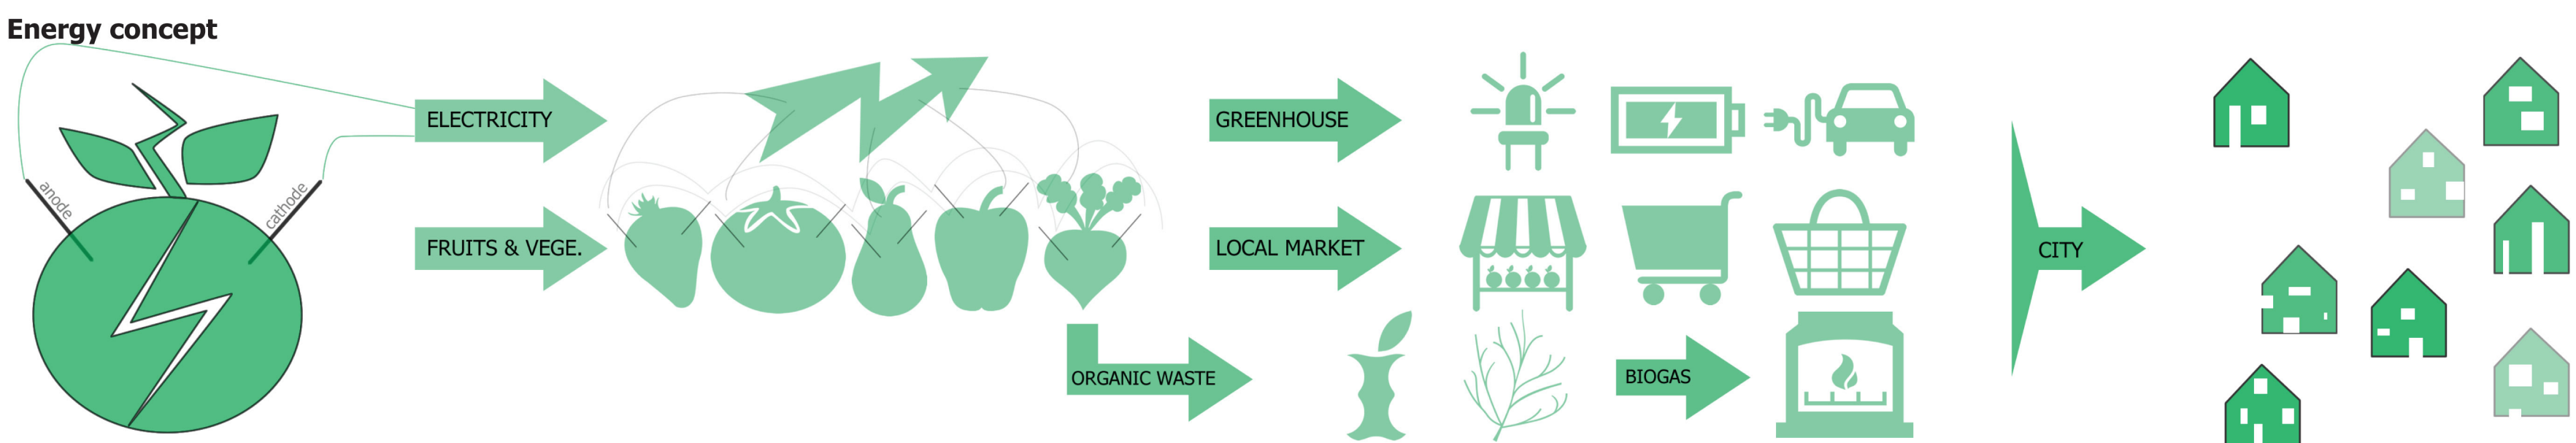 Energy concept
anode
cathode
ELECTRICITY
FRUITS & VEGE.
GREENHOUSE
LOCAL MARKET
ORGANIC WASTE
BIOGAS
CITY